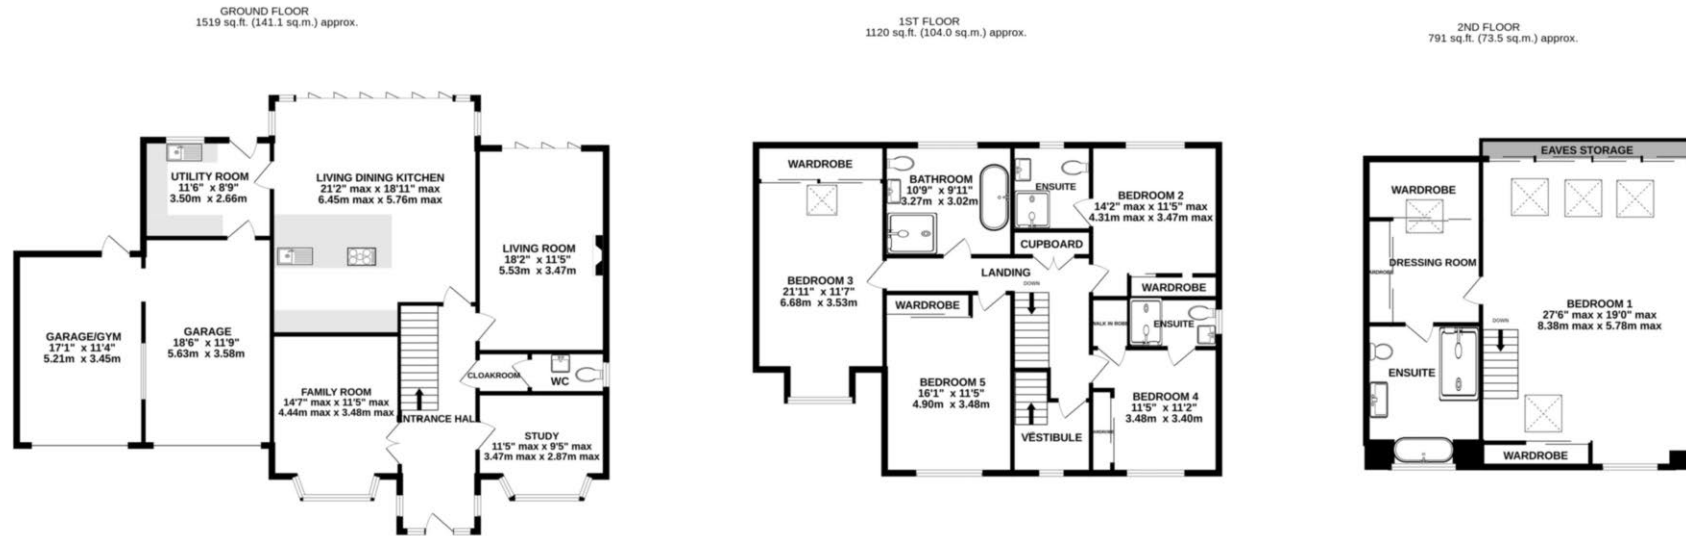 GROUND FLOOR
1519 sq.ft. (141.1 sq.m.) approx.
UTILITY ROOM
11'6" x 8'9"
3.50m x 2.66m
LIVING DINING KITCHEN
21'2" max x 18'11" max
6.45m max x 5.76m max
LIVING ROOM
18'2" x 11'5"
5.53m x 3.47m
GARAGE/GYM
17'1" x 11'4"
5.21m x 3.45m
GARAGE
18'6" x 11'9"
5.63m x 3.58m
FAMILY ROOM
14'7" max x 11'5" max
4.44m max x 3.48m max
CLOAKROOM
WC
ENTRANCE HALL
STUDY
11'5" max x 9'5" max
3.47m max x 2.87m max
1ST FLOOR
1120 sq.ft. (104.0 sq.m.) approx.
WARDROBE
BATHROOM
10'9" x 9'11"
3.27m x 3.02m
ENSUITE
BEDROOM 2
14'2" max x 11'5" max
4.31m max x 3.47m max
CUPBOARD
LANDING
DOWN
BEDROOM 3
21'11" x 11'7"
6.68m x 3.53m
WARDROBE
WARDROBE
WALK IN ROBE
ENSUITE
BEDROOM 5
16'1" x 11'5"
4.90m x 3.48m
BEDROOM 4
11'5" x 11'2"
3.48m x 3.40m
WARDROBE
VESTIBULE
2ND FLOOR
791 sq.ft. (73.5 sq.m.) approx.
EAVES STORAGE
WARDROBE
WARDROBE
DRESSING ROOM
BEDROOM 1
27'6" max x 19'0" max
8.38m max x 5.78m max
DOWN
ENSUITE
WARDROBE